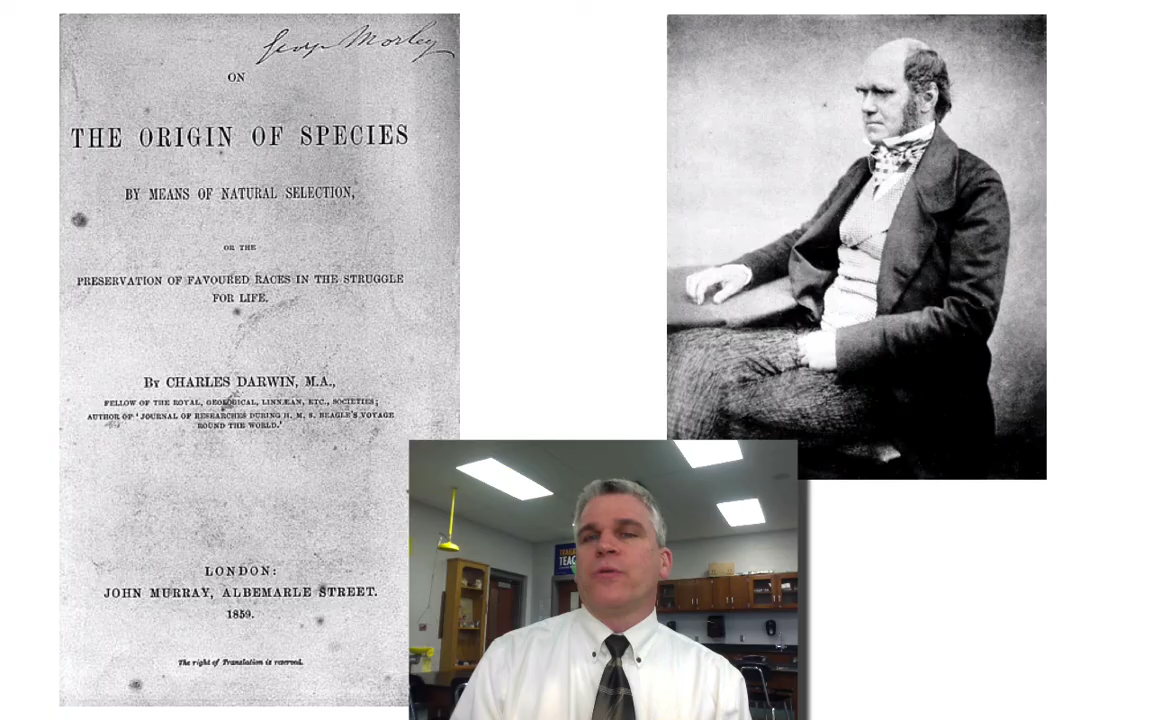 George Morley
ON
THE ORIGIN OF SPECIES
BY MEANS OF NATURAL SELECTION,
OR THE
PRESERVATION OF FAVOURED RACES IN THE STRUGGLE
FOR LIFE.
By CHARLES DARWIN, M.A.,
FELLOW OF THE ROYAL, GEOLOGICAL, LINNÆAN, ETC., SOCIETIES;
AUTHOR OF 'JOURNAL OF RESEARCHES DURING H. M. S. BEAGLE'S VOYAGE
ROUND THE WORLD.'
LONDON:
JOHN MURRAY, ALBEMARLE STREET.
1859.
The right of Translation is reserved.